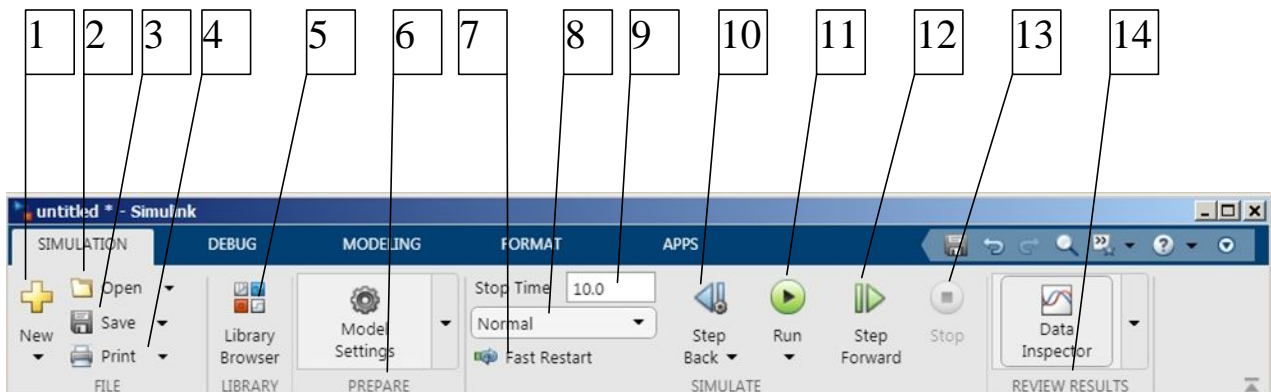 1 2 3 4 5 6 7 8 9 10 11 12 13 14
untitled * - Simulink
SIMULATION DEBUG MODELING FORMAT APPS
New
Open
Save
Print
FILE
Library
Browser
LIBRARY
Model
Settings
PREPARE
Stop Time 10.0
Normal
Fast Restart
Step
Back
Run
Step
Forward
Stop
SIMULATE
Data
Inspector
REVIEW RESULTS